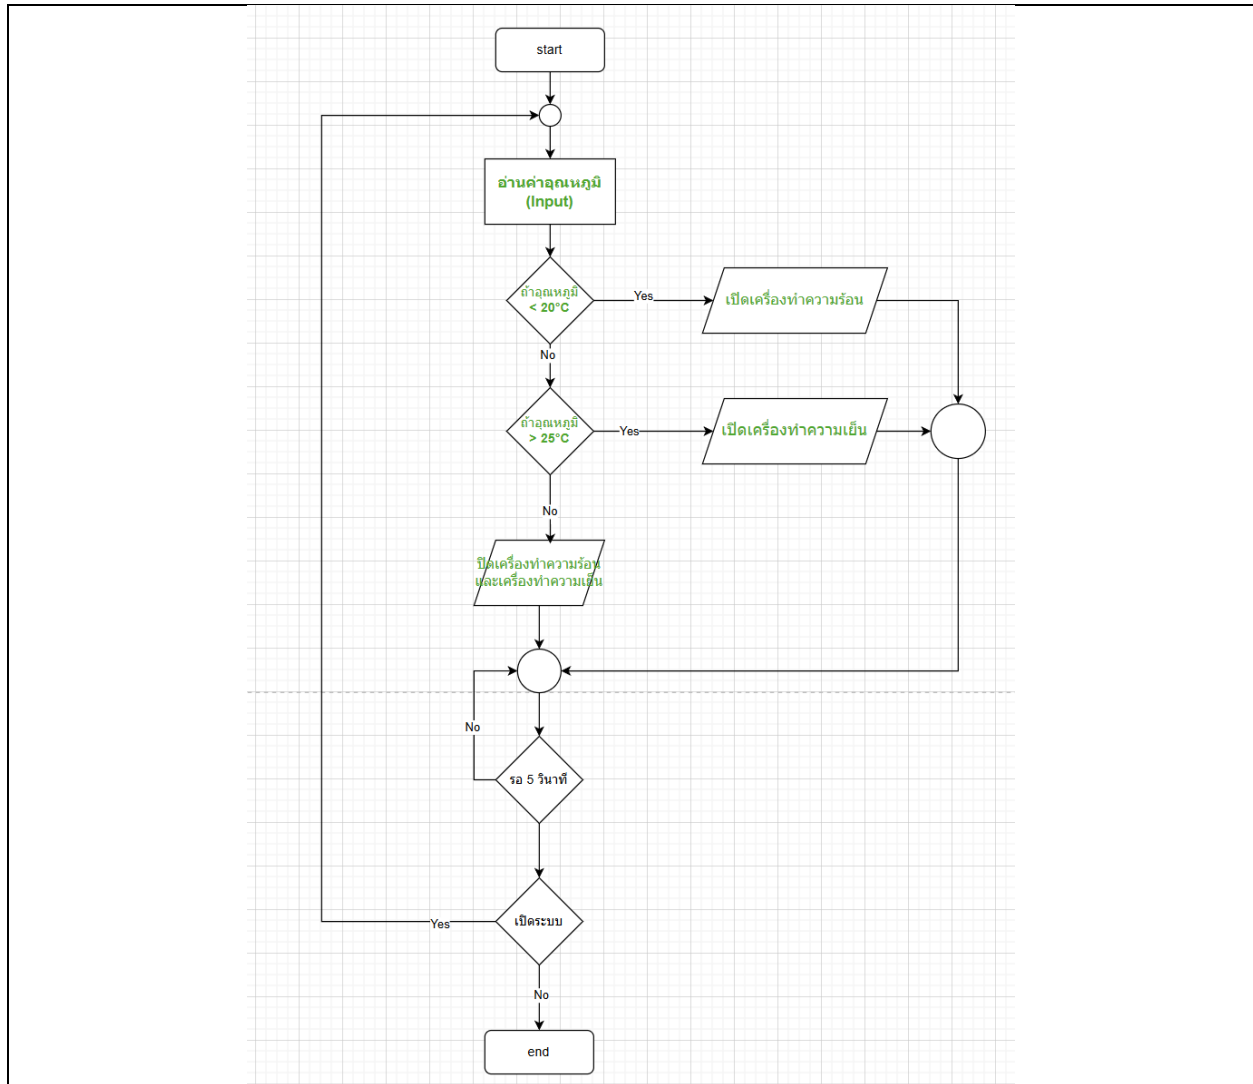 start
อ่านค่าอุณหภูมิ
(Input)
ถ้าอุณหภูมิ
< 20°C
Yes
เปิดเครื่องทำความร้อน
No
ถ้าอุณหภูมิ
> 25°C
Yes
เปิดเครื่องทำความเย็น
No
ปิดเครื่องทำความร้อน
และเครื่องทำความเย็น
No
รอ 5 วินาที
เปิดระบบ
Yes
No
end